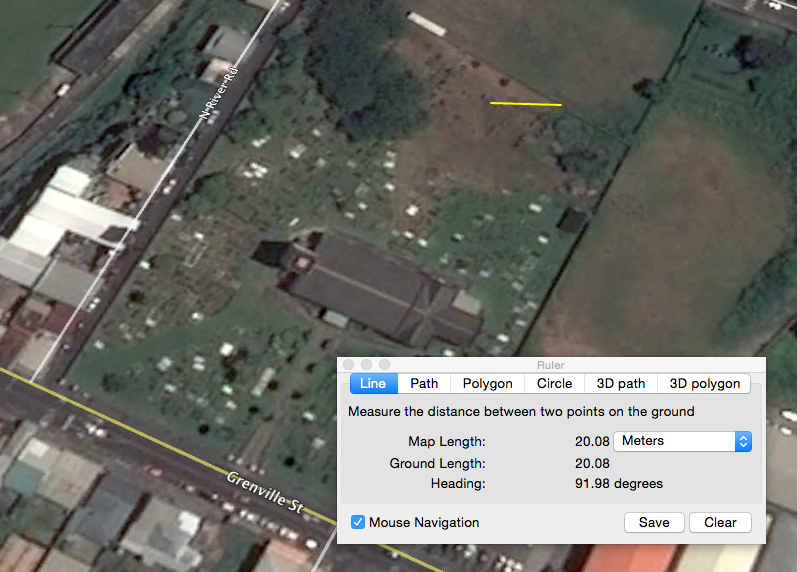 N River Rd
Grenville St
Ruler
Line Path Polygon Circle 3D path 3D polygon
Measure the distance between two points on the ground
Map Length: 20.08 Meters
Ground Length: 20.08
Heading: 91.98 degrees
Mouse Navigation Save Clear